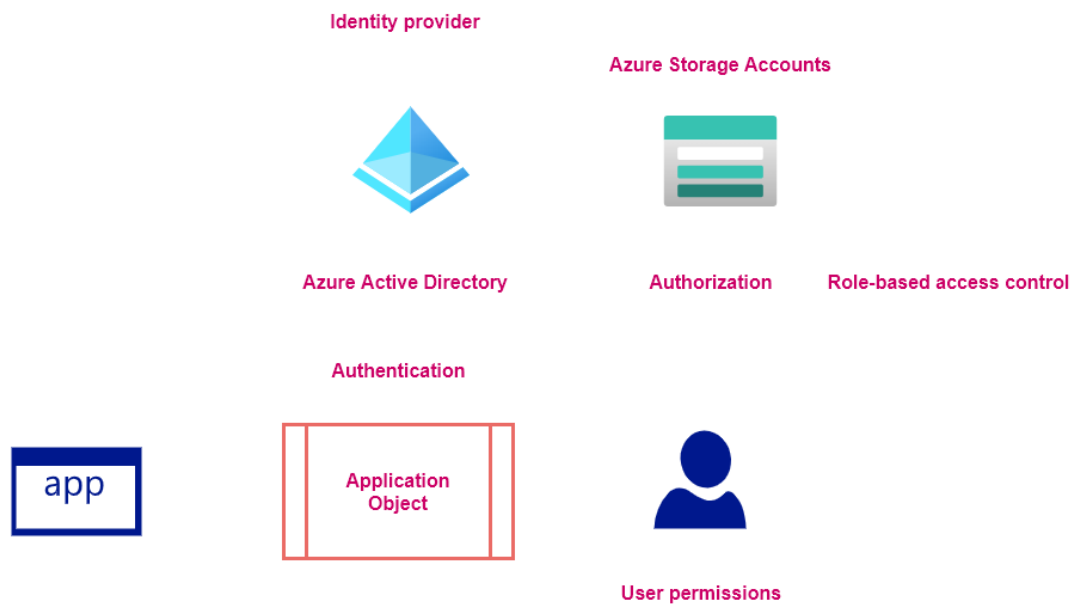 Identity provider
Azure Storage Accounts
Azure Active Directory
Authorization
Role-based access control
Authentication
app
Application
Object
User permissions